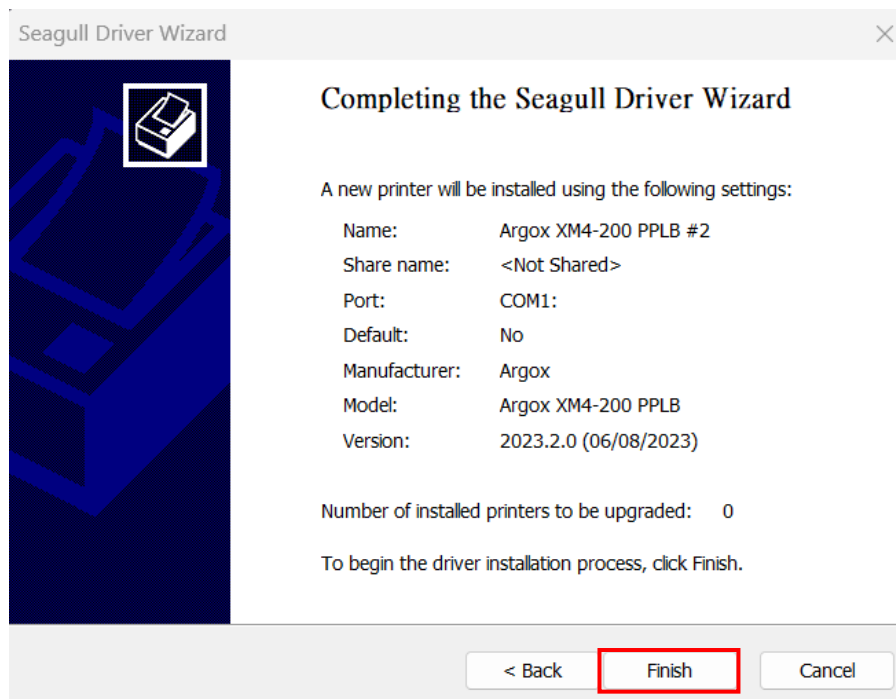 Seagull Driver Wizard
Completing the Seagull Driver Wizard
A new printer will be installed using the following settings:
Name: Argox XM4-200 PPLB #2
Share name: <Not Shared>
Port: COM1:
Default: No
Manufacturer: Argox
Model: Argox XM4-200 PPLB
Version: 2023.2.0 (06/08/2023)
Number of installed printers to be upgraded: 0
To begin the driver installation process, click Finish.
< Back Finish Cancel